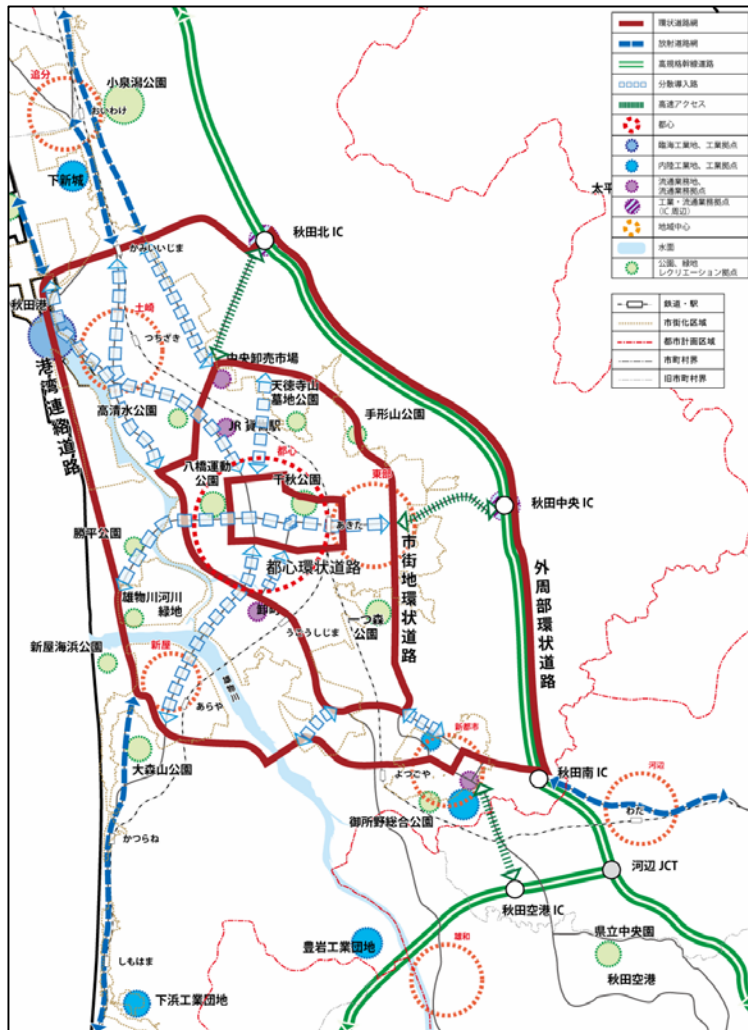 追分
小泉潟公園
おいわけ
下新城
かみいいじま
秋田北 IC
秋田港
土崎
つちざき
港湾連絡道路
中央卸売市場
天徳寺山
墓地公園
手形山公園
高清水公園
都心
八橋運動
公園
千秋公園
東部
あきた
秋田中央 IC
勝平公園
都心環状道路
市街地環状道路
外周部環状道路
雄物川河川
緑地
一つ森
公園
うごうしじま
新屋海浜公園
新屋
雄物川
あらや
新都市
大森山公園
よつごや
秋田南 IC
河辺
わだ
御所野総合公園
かつらね
河辺 JCT
秋田空港 IC
豊岩工業団地
雄和
県立中央園
秋田空港
しもはま
下浜工業団地
環状道路網
放射道路網
高規格幹線道路
分散導入路
高速アクセス
都心
臨海工業地、工業拠点
内陸工業地、工業拠点
流通業務地、
流通業務拠点
工業・流通業務拠点
(IC 周辺)
地域中心
水面
公園、緑地
レクリエーション拠点
鉄道・駅
市街化区域
都市計画区域
市町村界
旧市町村界